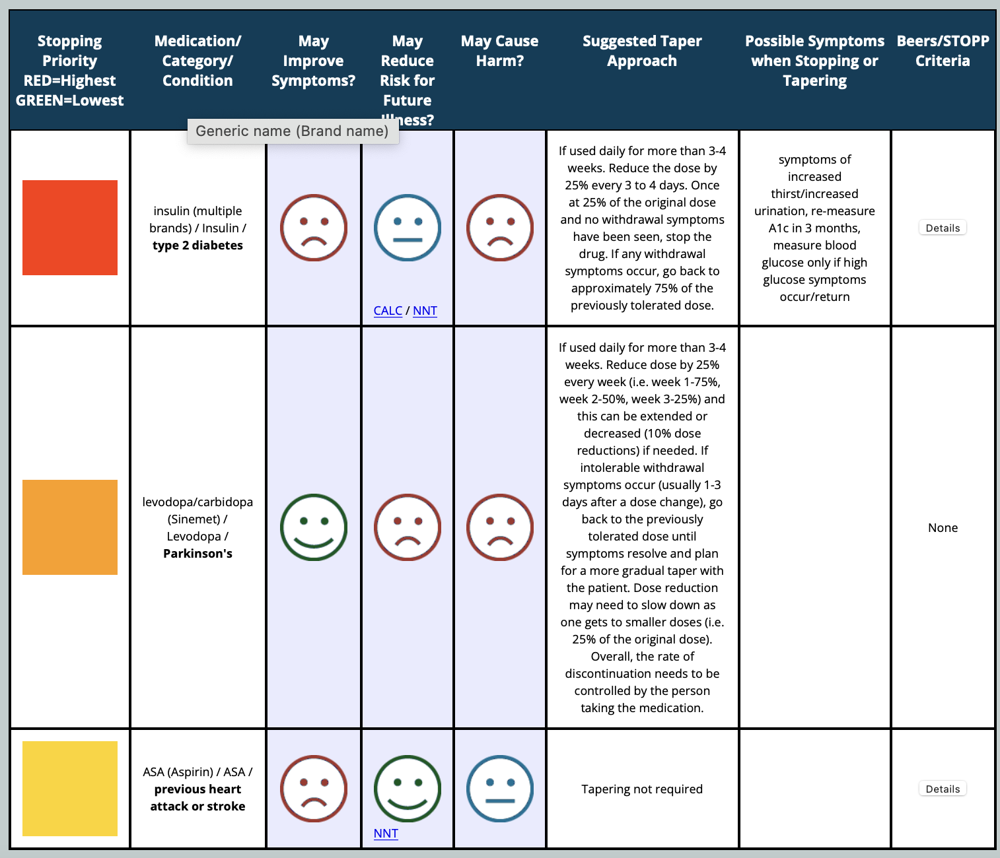 Stopping
Priority
RED=Highest
GREEN=Lowest
Medication/
Category/
Condition
May
Improve
Symptoms?
May
Reduce
Risk for
Future
Illness?
May Cause
Harm?
Suggested Taper
Approach
Possible Symptoms
when Stopping or
Tapering
Beers/STOPP
Criteria
Generic name (Brand name)
insulin (multiple
brands) / Insulin /
type 2 diabetes
CALC / NNT
If used daily for more than 3-4
weeks. Reduce the dose by
25% every 3 to 4 days. Once
at 25% of the original dose
and no withdrawal symptoms
have been seen, stop the
drug. If any withdrawal
symptoms occur, go back to
approximately 75% of the
previously tolerated dose.
symptoms of
increased
thirst/increased
urination, re-measure
A1c in 3 months,
measure blood
glucose only if high
glucose symptoms
occur/return
Details
levodopa/carbidopa
(Sinemet) /
Levodopa /
Parkinson's
If used daily for more than 3-4
weeks. Reduce dose by 25%
every week (i.e. week 1-75%,
week 2-50%, week 3-25%) and
this can be extended or
decreased (10% dose
reductions) if needed. If
intolerable withdrawal
symptoms occur (usually 1-3
days after a dose change), go
back to the previously
tolerated dose until
symptoms resolve and plan
for a more gradual taper with
the patient. Dose reduction
may need to slow down as
one gets to smaller doses (i.e.
25% of the original dose).
Overall, the rate of
discontinuation needs to be
controlled by the person
taking the medication.
None
ASA (Aspirin) / ASA /
previous heart
attack or stroke
NNT
Tapering not required
Details